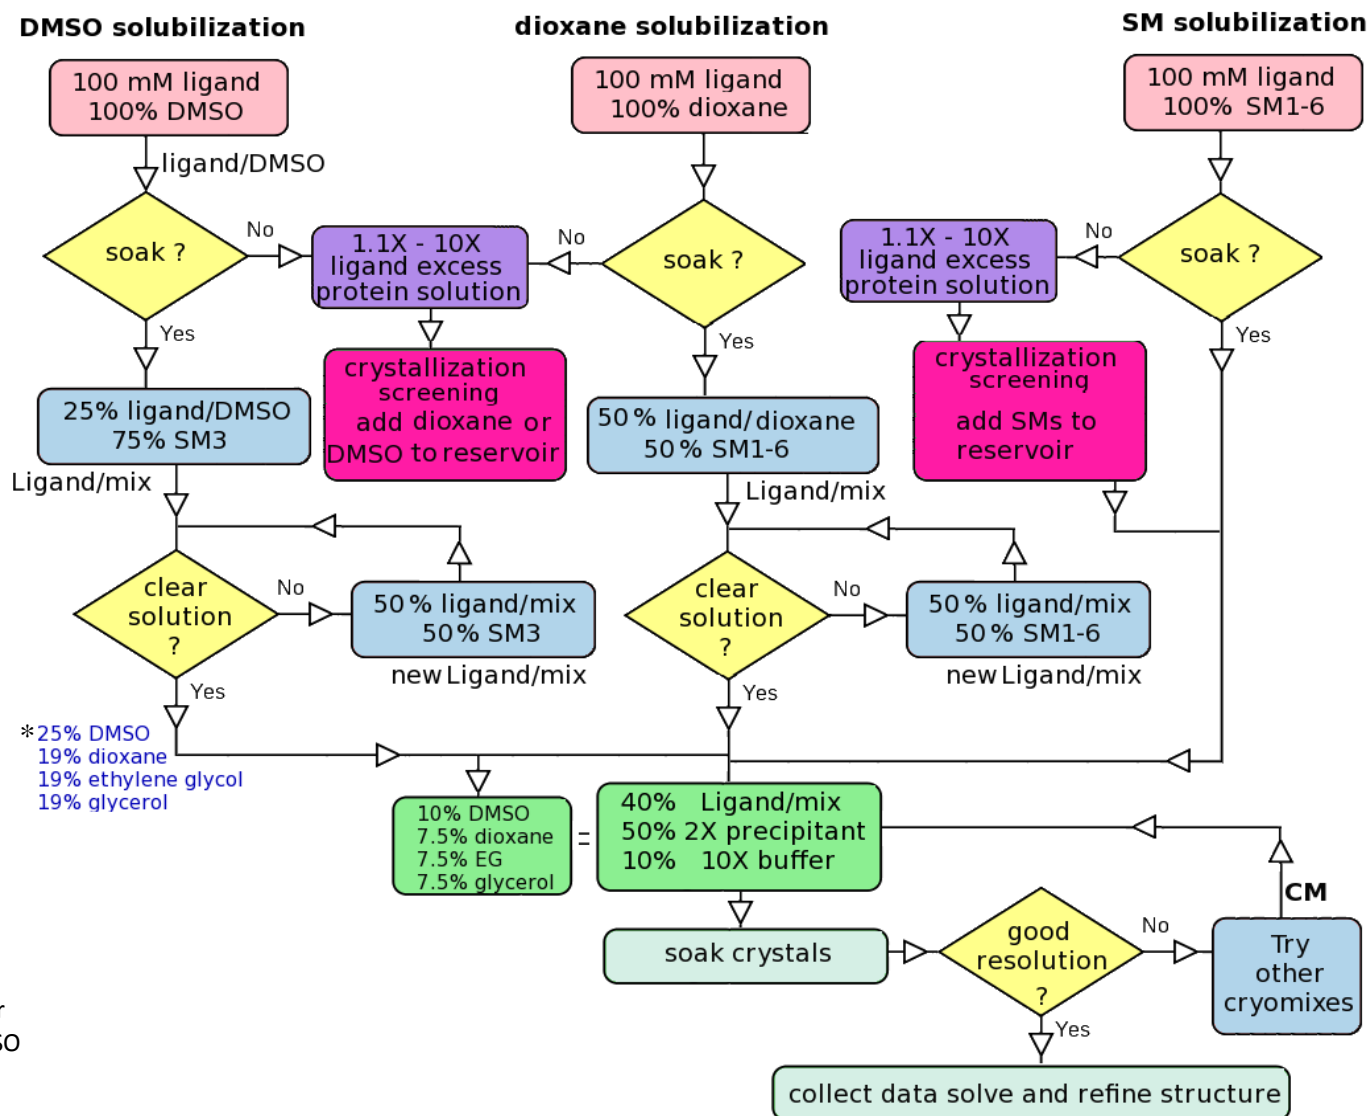 DMSO solubilization
dioxane solubilization
SM solubilization
100 mM ligand
100% DMSO
100 mM ligand
100% dioxane
100 mM ligand
100% SM1-6
ligand/DMSO
soak ?
No
1.1X - 10X
ligand excess
protein solution
No
soak ?
1.1X - 10X
ligand excess
protein solution
No
soak ?
Yes
Yes
Yes
crystallization
screening
add dioxane or
DMSO to reservoir
crystallization
screening
add SMs to
reservoir
25% ligand/DMSO
75% SM3
50% ligand/dioxane
50% SM1-6
Ligand/mix
Ligand/mix
clear
solution
?
No
50% ligand/mix
50% SM3
new Ligand/mix
clear
solution
?
No
50% ligand/mix
50% SM1-6
new Ligand/mix
Yes
Yes
*25% DMSO
19% dioxane
19% ethylene glycol
19% glycerol
10% DMSO
7.5% dioxane
7.5% EG
7.5% glycerol
=
40% Ligand/mix
50% 2X precipitant
10% 10X buffer
soak crystals
good
resolution
?
No
CM
Try
other
cryomixes
Yes
collect data solve and refine structure